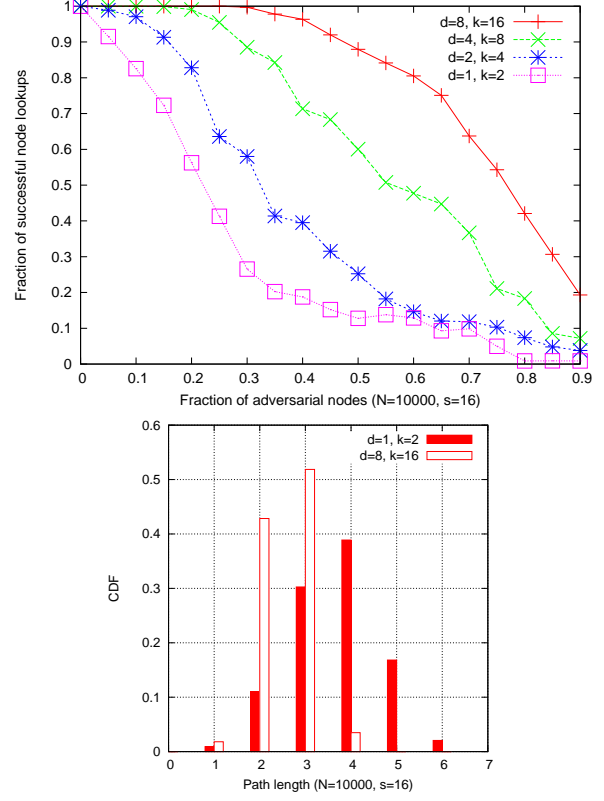 1
0.9
0.8
0.7
0.6
0.5
0.4
0.3
0.2
0.1
0
Fraction of successful node lookups
d=8, k=16
d=4, k=8
d=2, k=4
d=1, k=2
0 0.1 0.2 0.3 0.4 0.5 0.6 0.7 0.8 0.9
Fraction of adversarial nodes (N=10000, s=16)
0.6
0.5
0.4
0.3
0.2
0.1
0
CDF
d=1, k=2
d=8, k=16
0 1 2 3 4 5 6 7
Path length (N=10000, s=16)